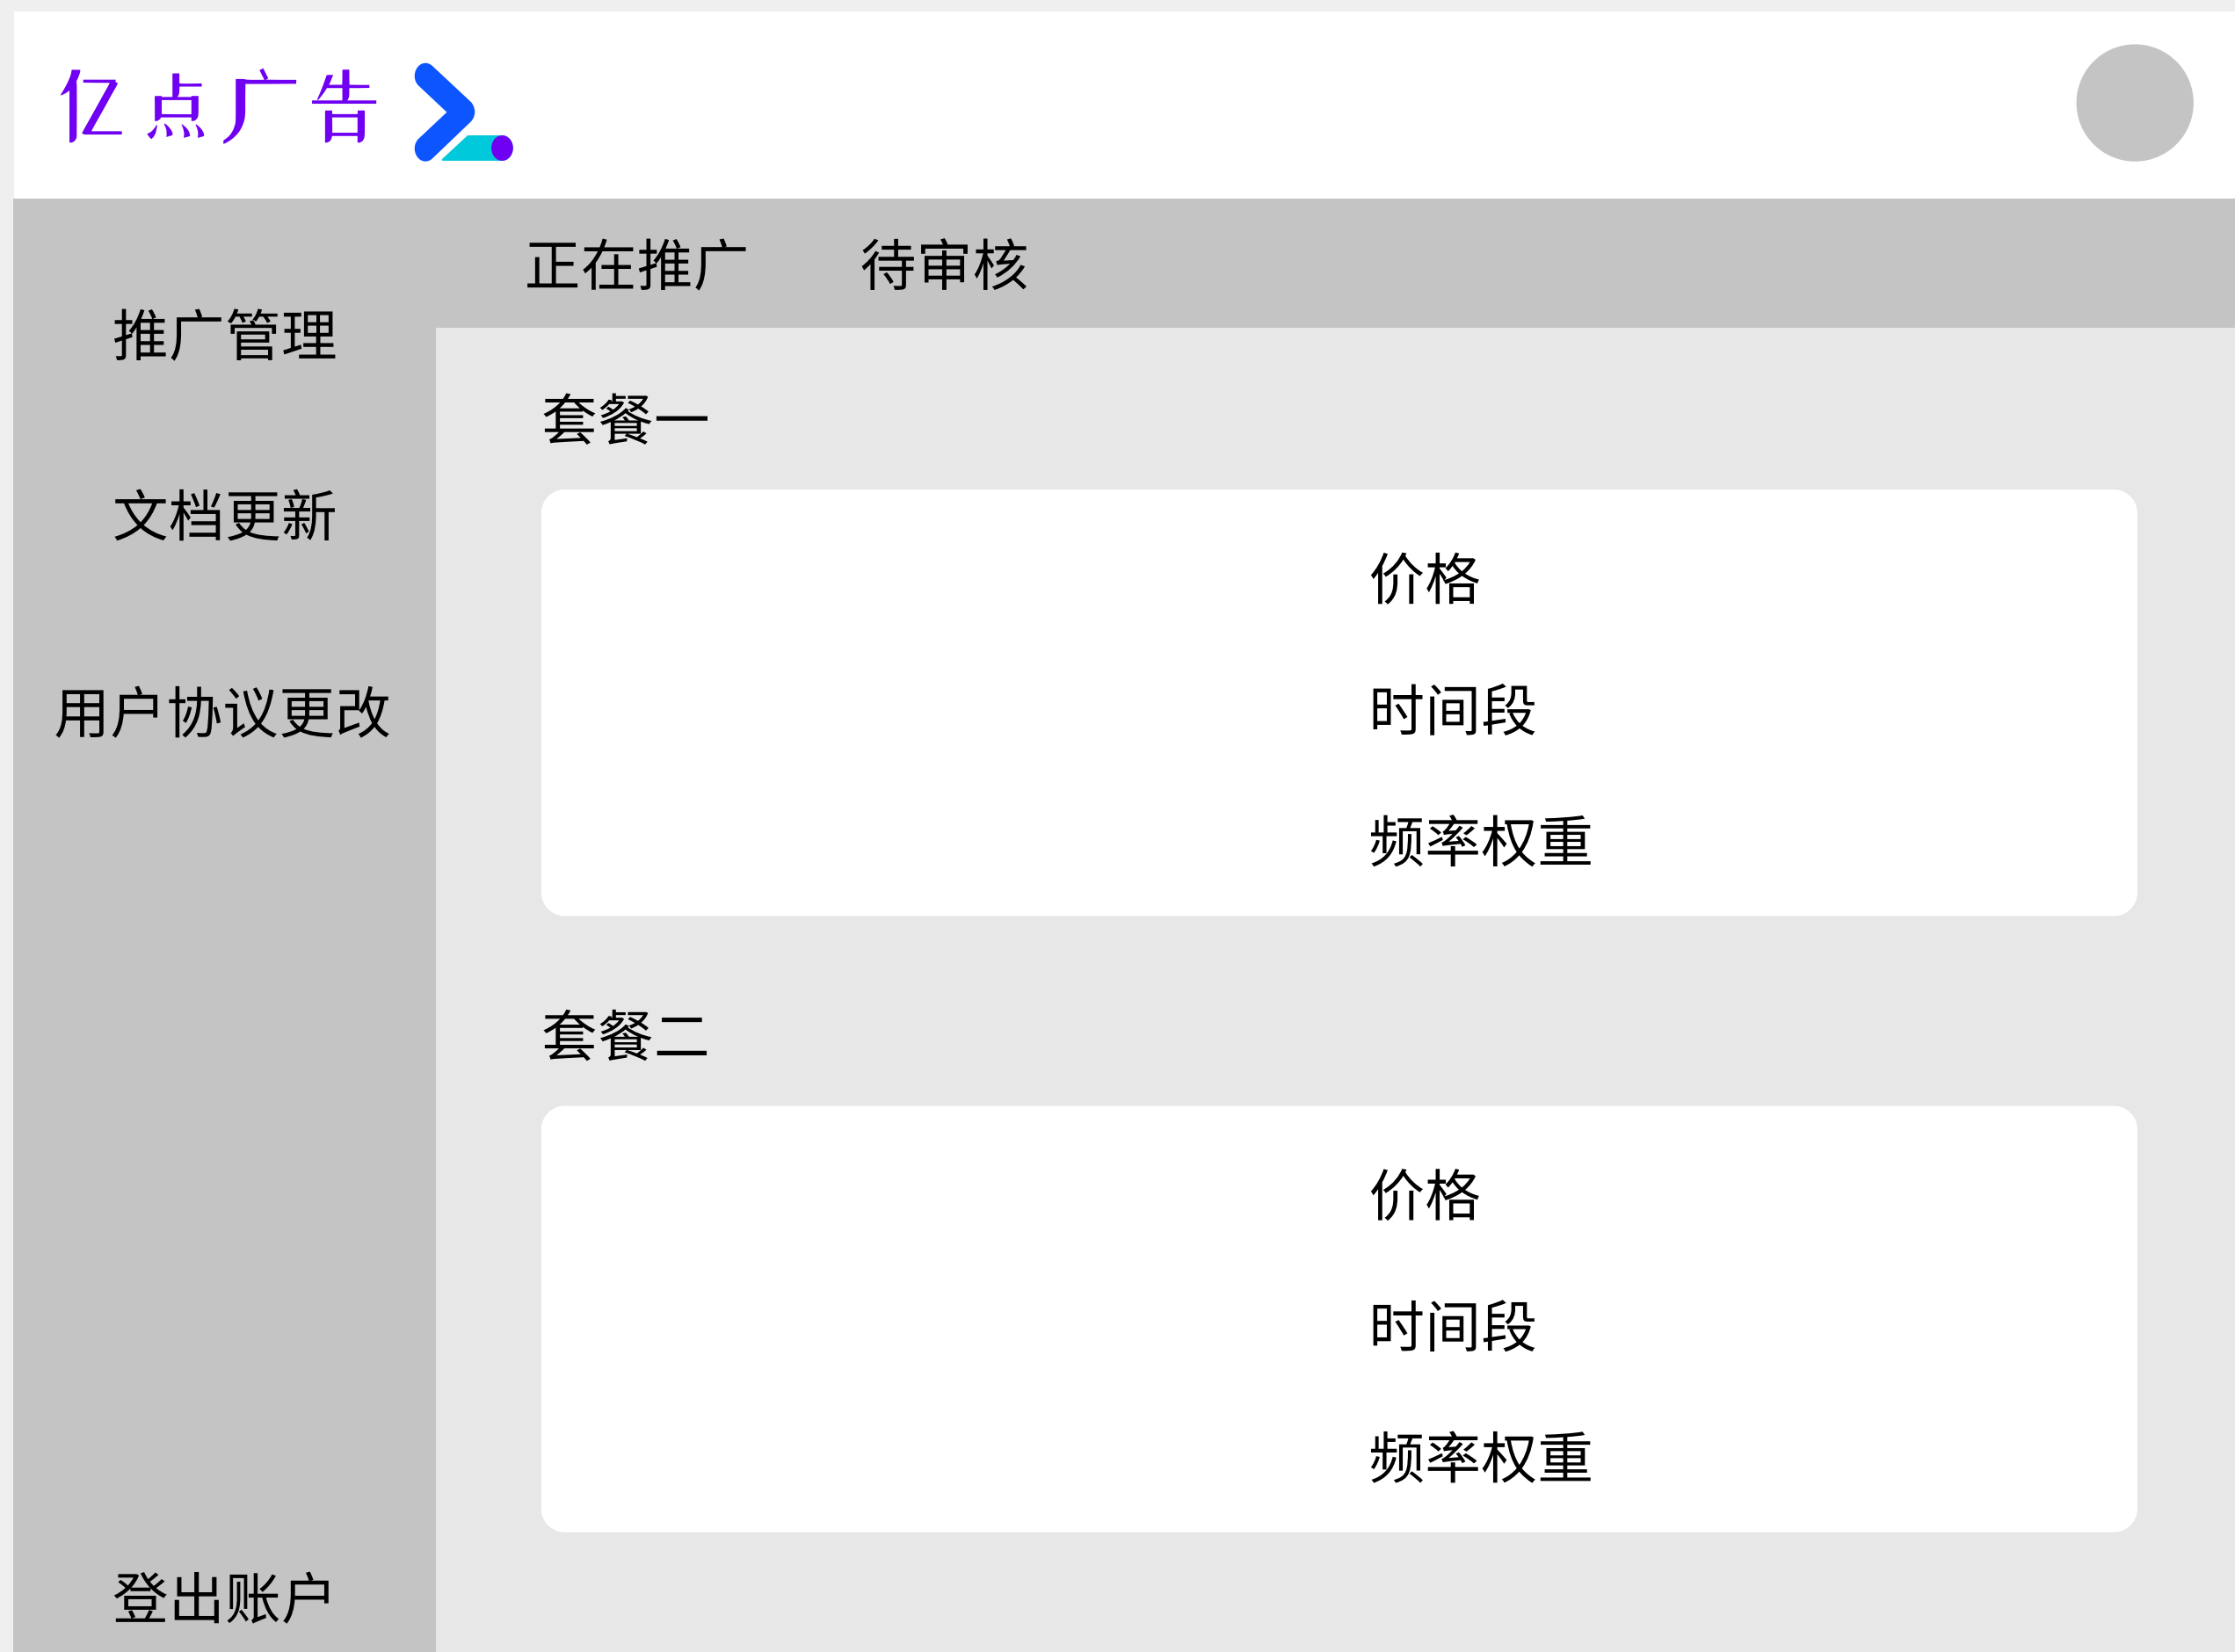 亿点广告
正在推广
待审核
推广管理
文档更新
用户协议更改
登出账户
套餐一
价格
时间段
频率权重
套餐二
价格
时间段
频率权重